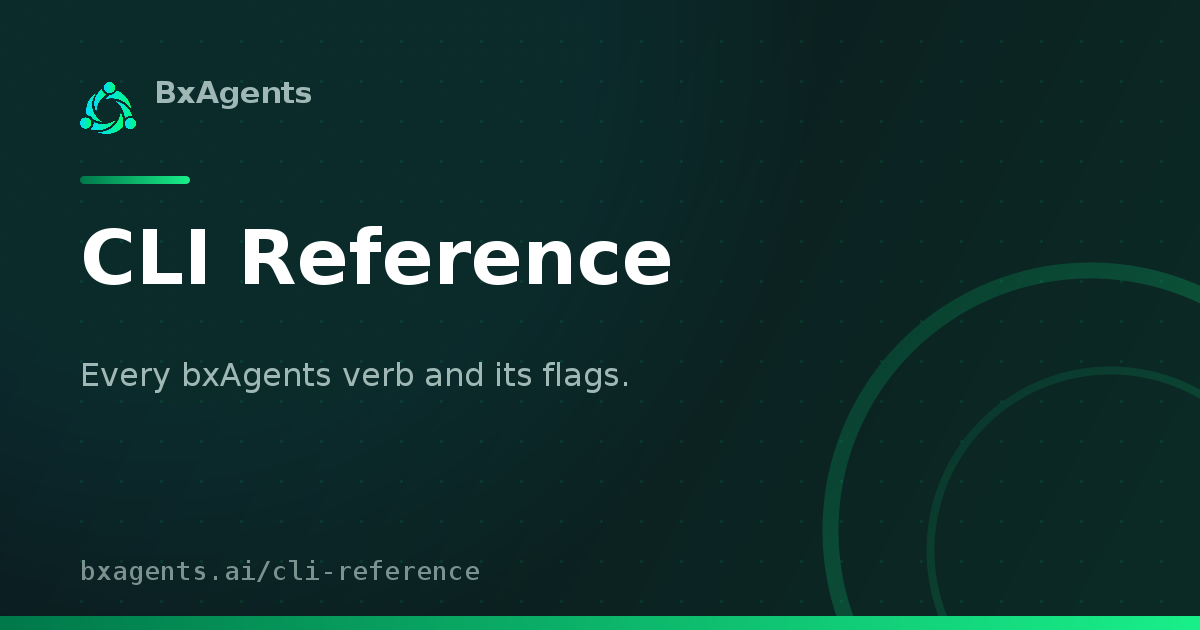 BxAgents
CLI Reference
Every bxAgents verb and its flags.
bxagents.ai/cli-reference